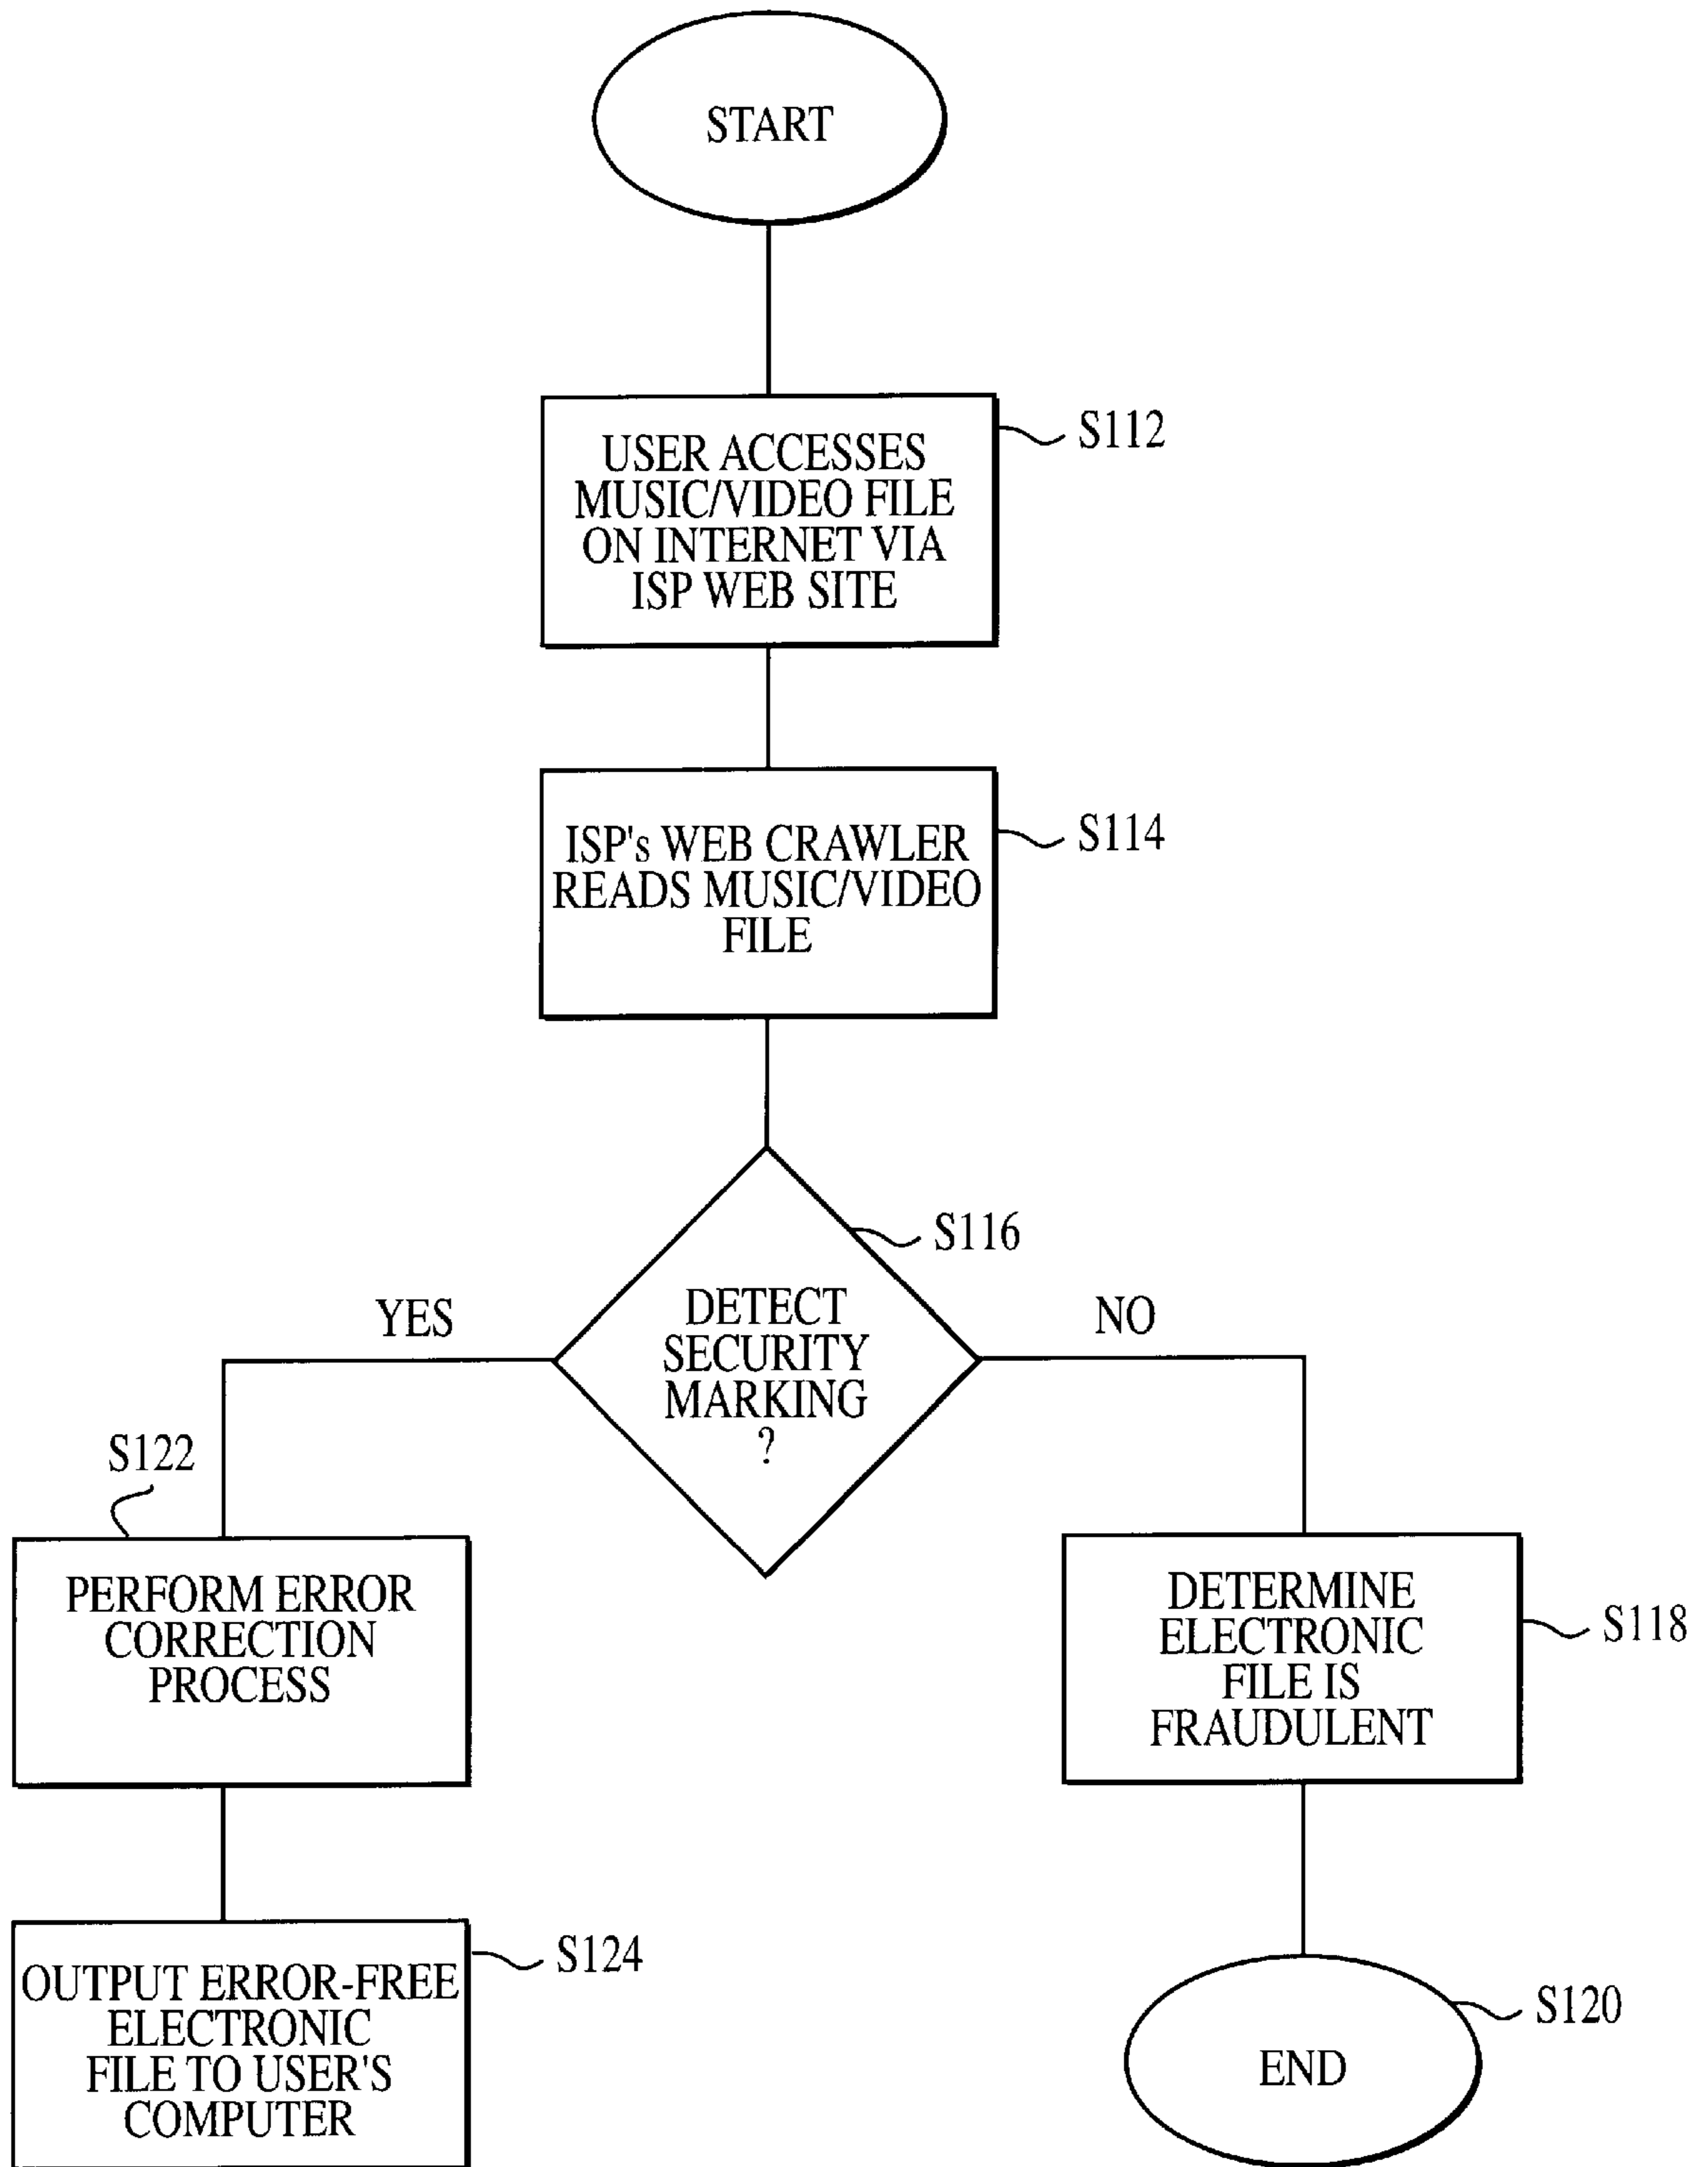 START
USER ACCESSES
MUSIC/VIDEO FILE
ON INTERNET VIA
ISP WEB SITE
S112
ISP's WEB CRAWLER
READS MUSIC/VIDEO
FILE
S114
DETECT
SECURITY
MARKING
?
S116
YES
NO
S122
PERFORM ERROR
CORRECTION
PROCESS
DETERMINE
ELECTRONIC
FILE IS
FRAUDULENT
S118
OUTPUT ERROR-FREE
ELECTRONIC
FILE TO USER'S
COMPUTER
S124
END
S120